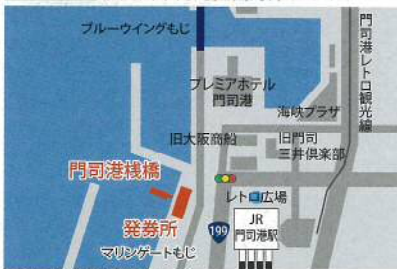 ブルーウイングもじ
門司港レトロ観光線
プレミアホテル
門司港
海峡プラザ
旧大阪商船
旧門司
三井倶楽部
門司港桟橋
レトロ広場
発券所
199
JR
門司港駅
マリンゲートもじ